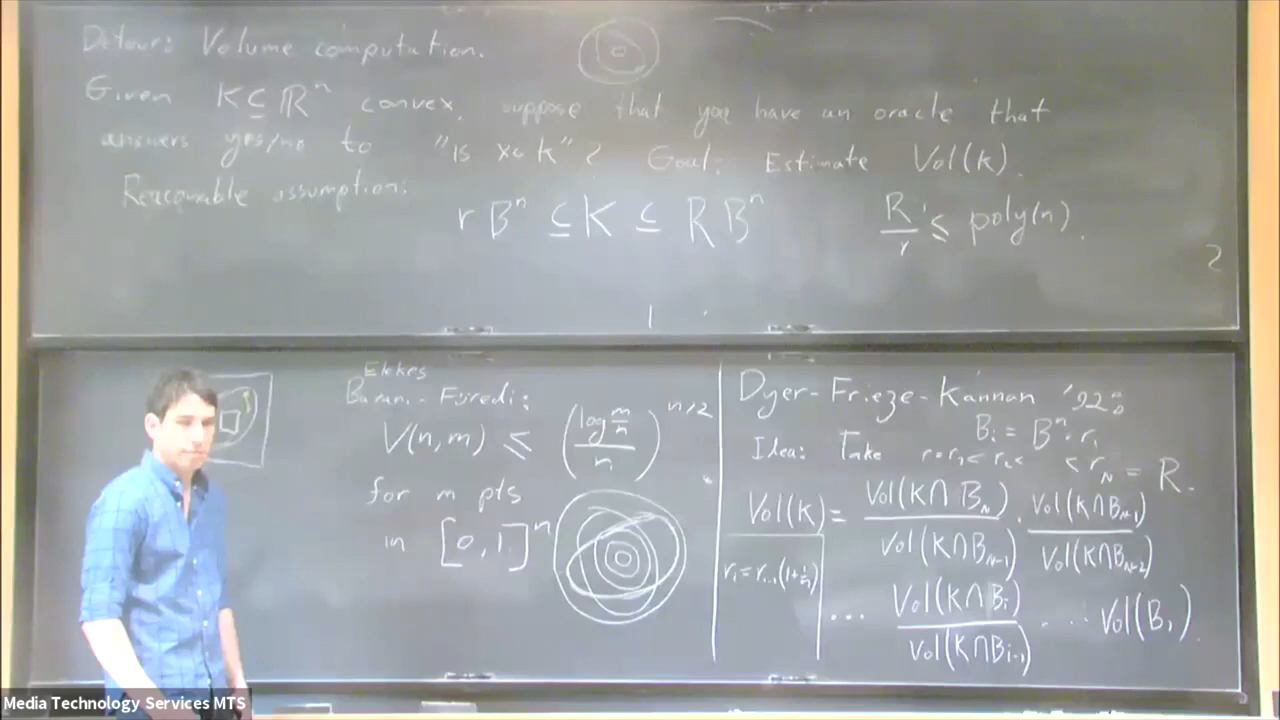 Detour: Volume computation.
Given K ⊆ ℝⁿ convex, suppose that you have an oracle that
answers yes/no to "Is x∈K"? Goal: Estimate Vol(K).
Reasonable assumption:
r Bⁿ ⊆ K ⊆ R Bⁿ R/r ≤ poly(n).
Elekes
Barani-Füredi:
V(n,m) ≤ (log m/n / n)^{n/2}
for m pts
in [0,1]ⁿ
Dyer-Frieze-Kannan '92
Bᵢ = Bⁿ·rᵢ
Idea: Take r=r₁<r₂< <r_N = R.
Vol(K) = Vol(K∩B_N)/Vol(K∩B_{N-1}) · Vol(K∩B_{N-1})/Vol(K∩B_{N-2})
rᵢ=rᵢ₋₁(1+1/n)
... Vol(K∩Bᵢ)/Vol(K∩Bᵢ₋₁) · ... Vol(B₁).
Media Technology Services MTS